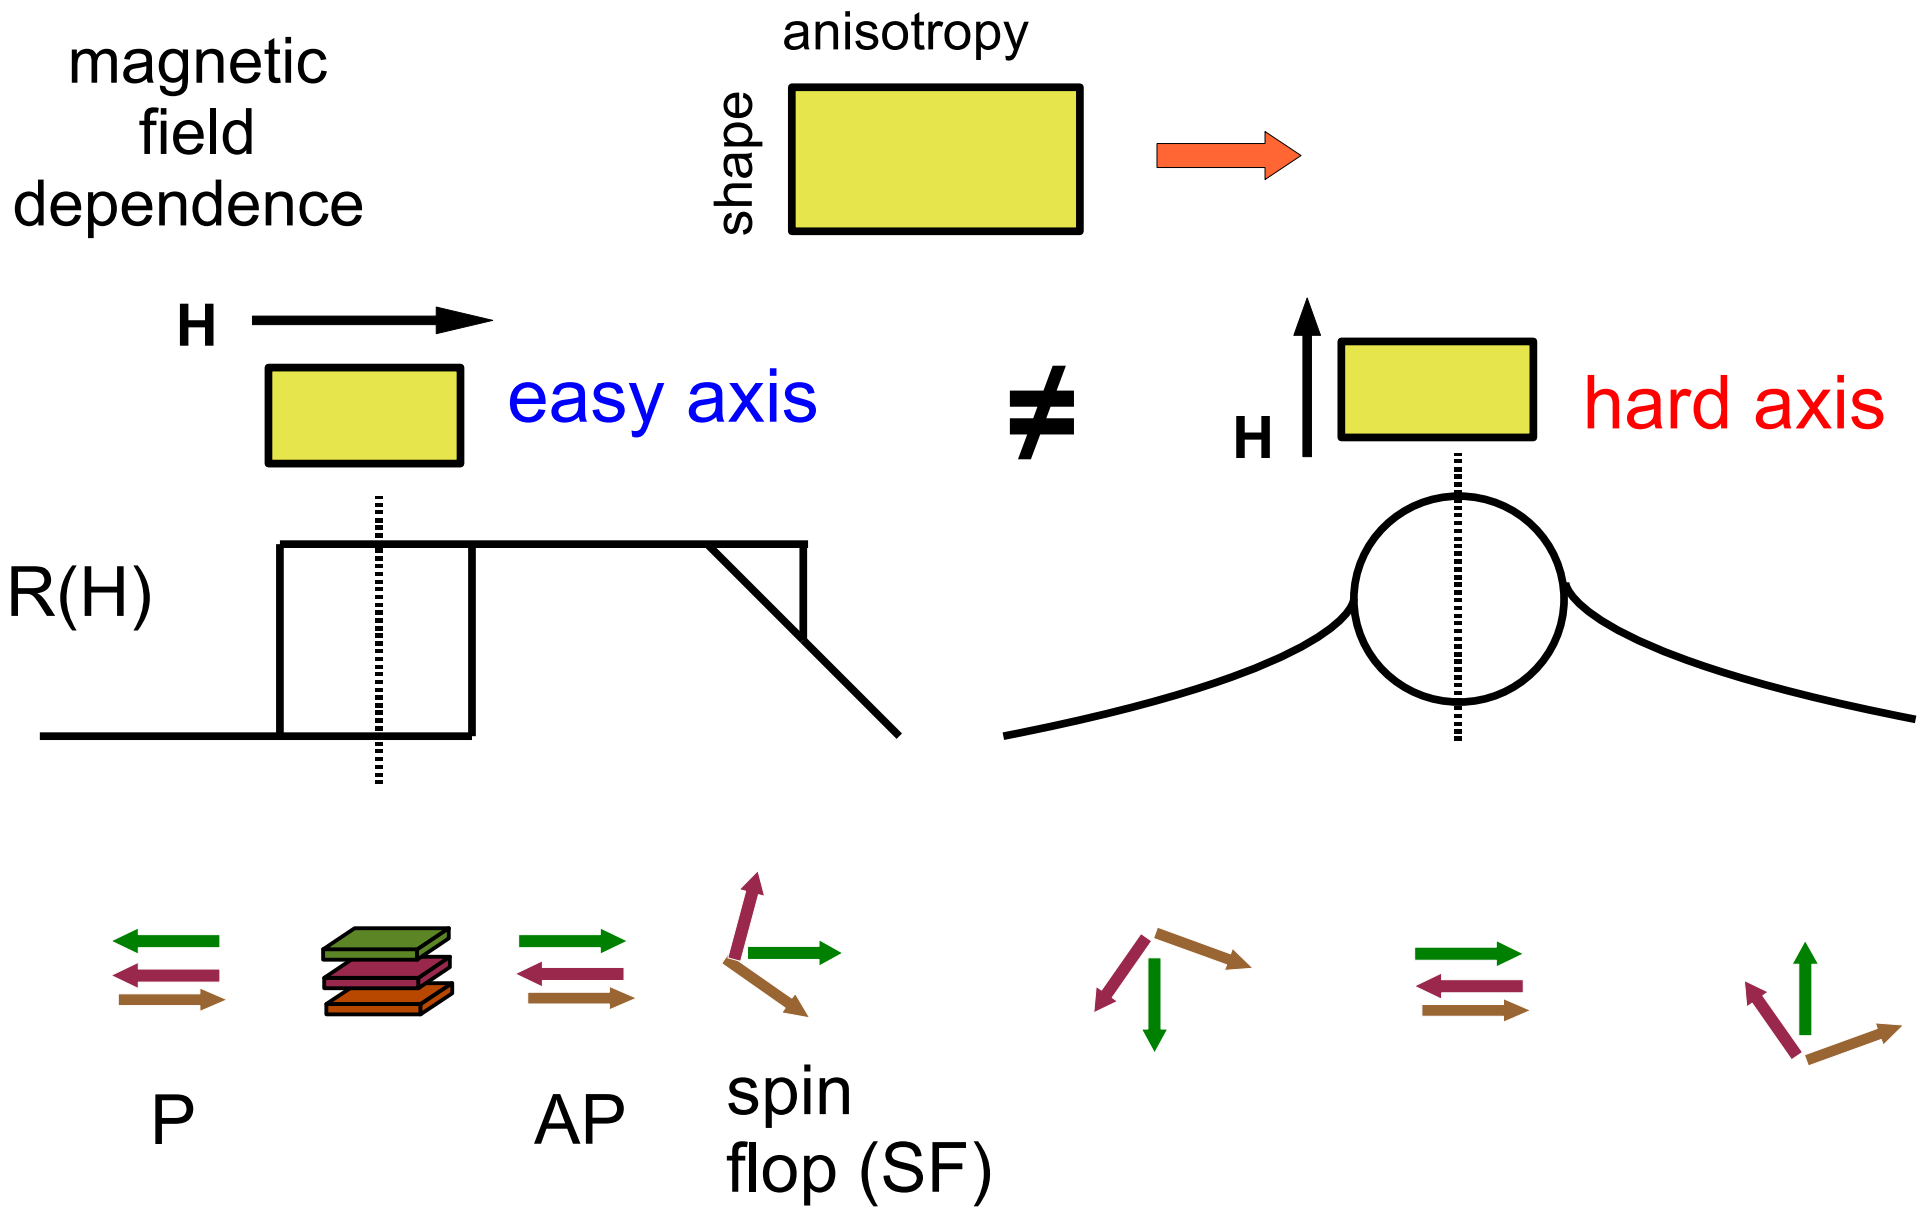 magnetic
field
dependence
anisotropy
shape
H
easy axis
≠
H
hard axis
R(H)
P
AP
spin
flop (SF)